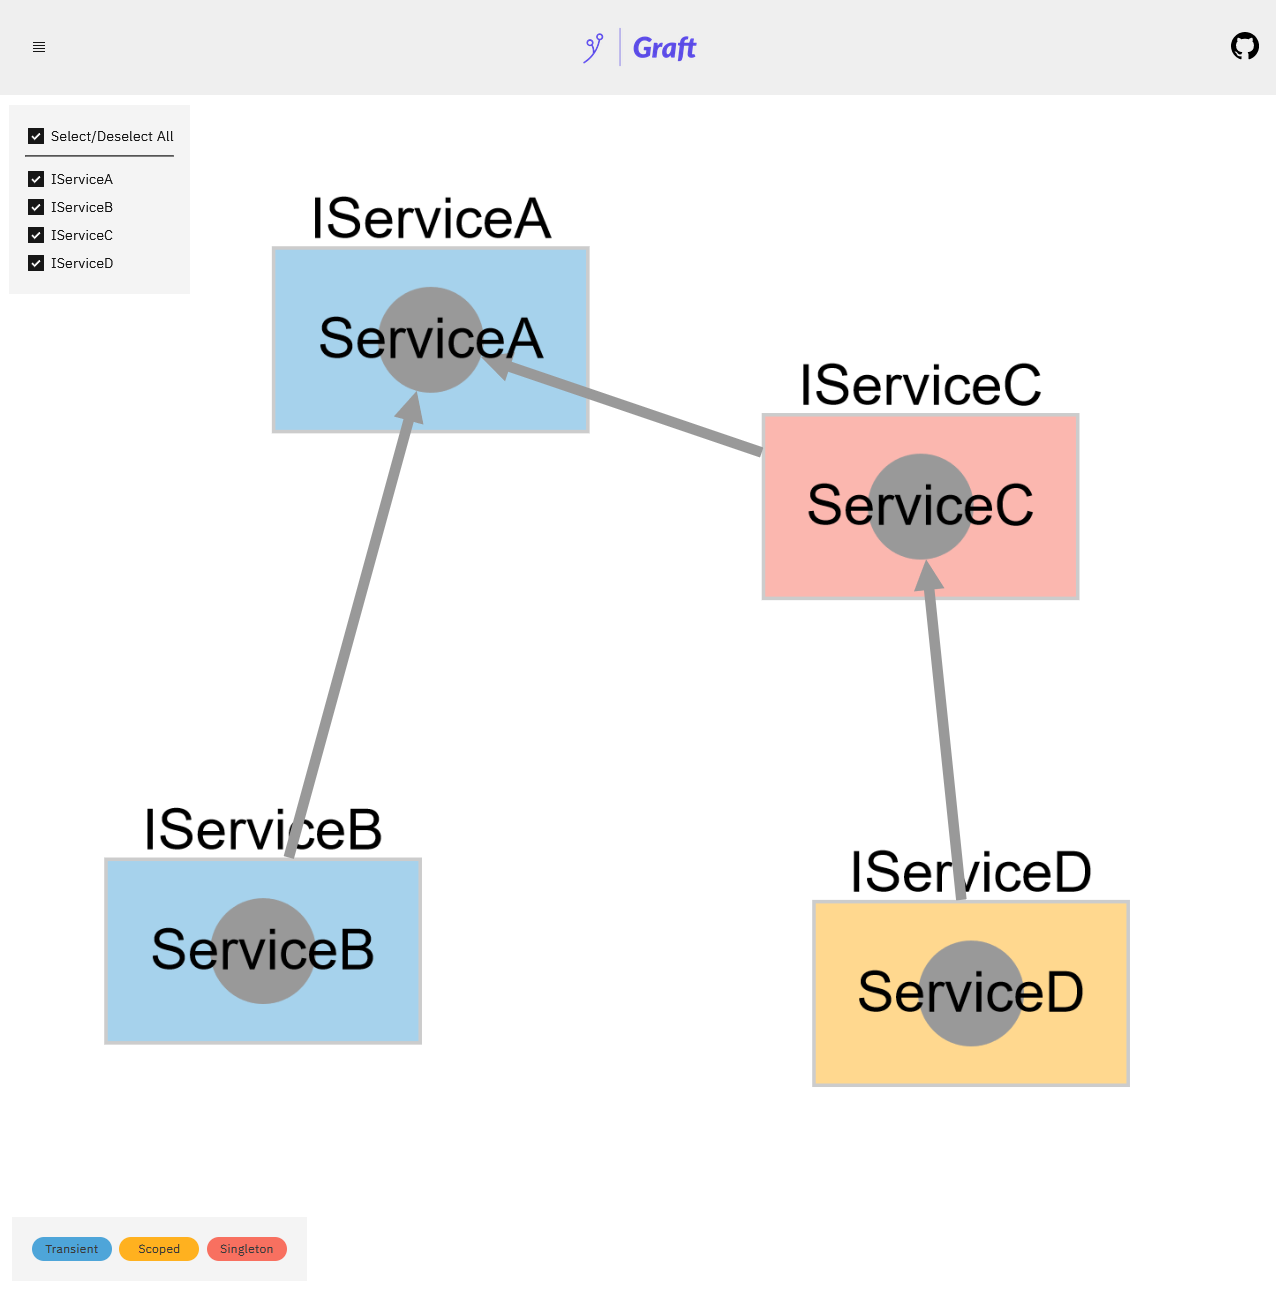 Graft
Select/Deselect All
IServiceA
IServiceB
IServiceC
IServiceD
IServiceA
ServiceA
IServiceC
ServiceC
IServiceB
ServiceB
IServiceD
ServiceD
Transient
Scoped
Singleton